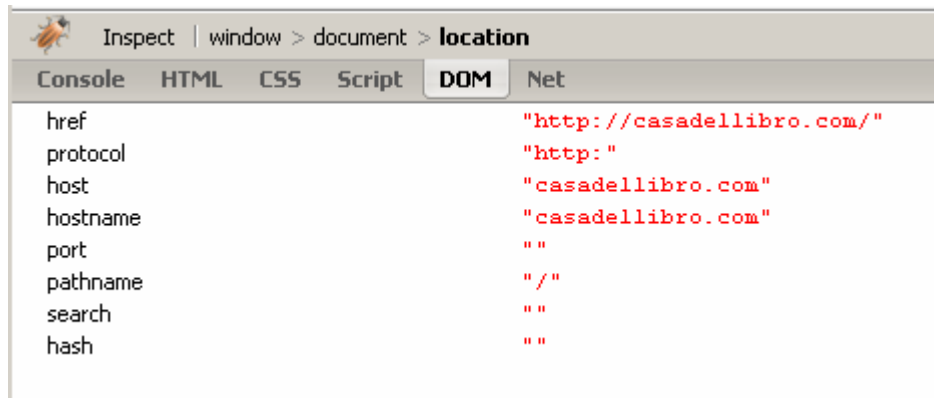 Inspect | window > document > location
Console HTML CSS Script DOM Net
href "http://casadellibro.com/"
protocol "http:"
host "casadellibro.com"
hostname "casadellibro.com"
port ""
pathname "/"
search ""
hash ""